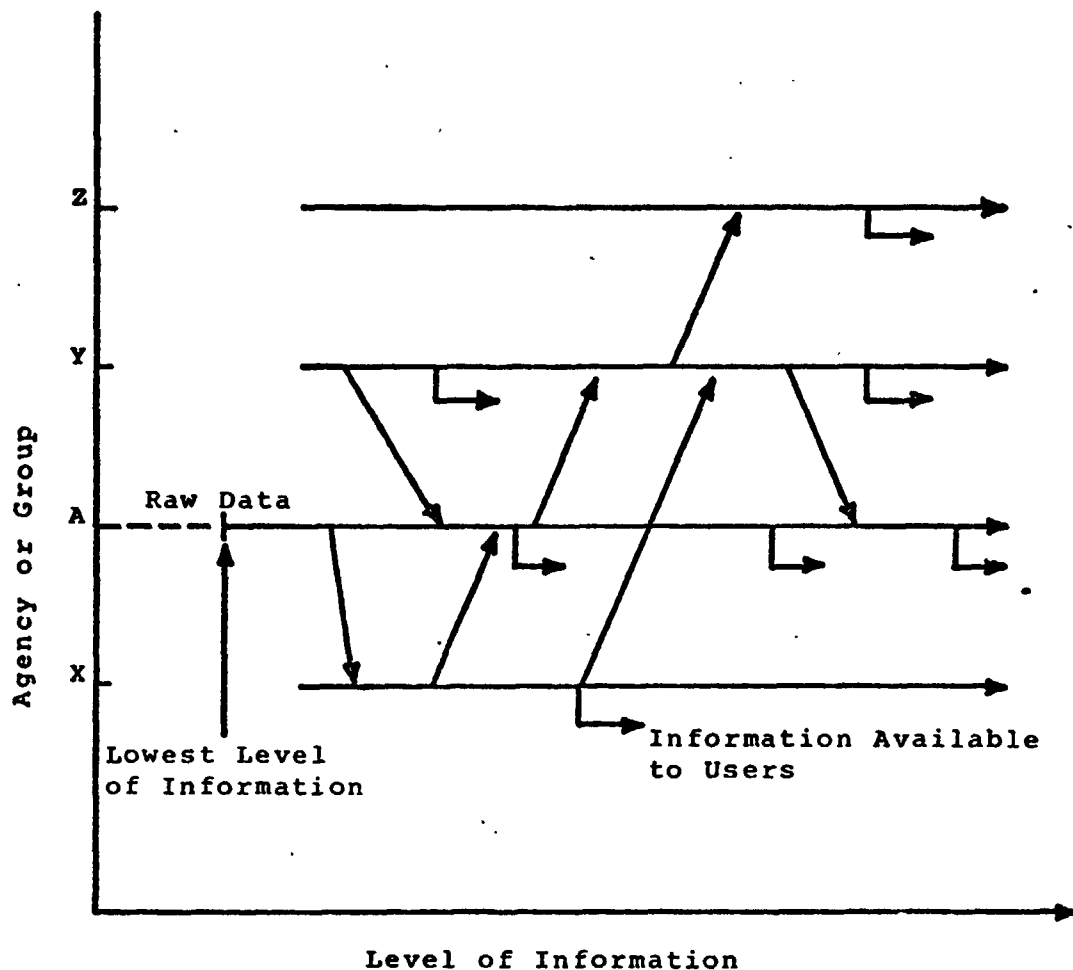 Z
Y
Raw Data
A
X
Agency or Group
Lowest Level
of Information
Information Available
to Users
Level of Information